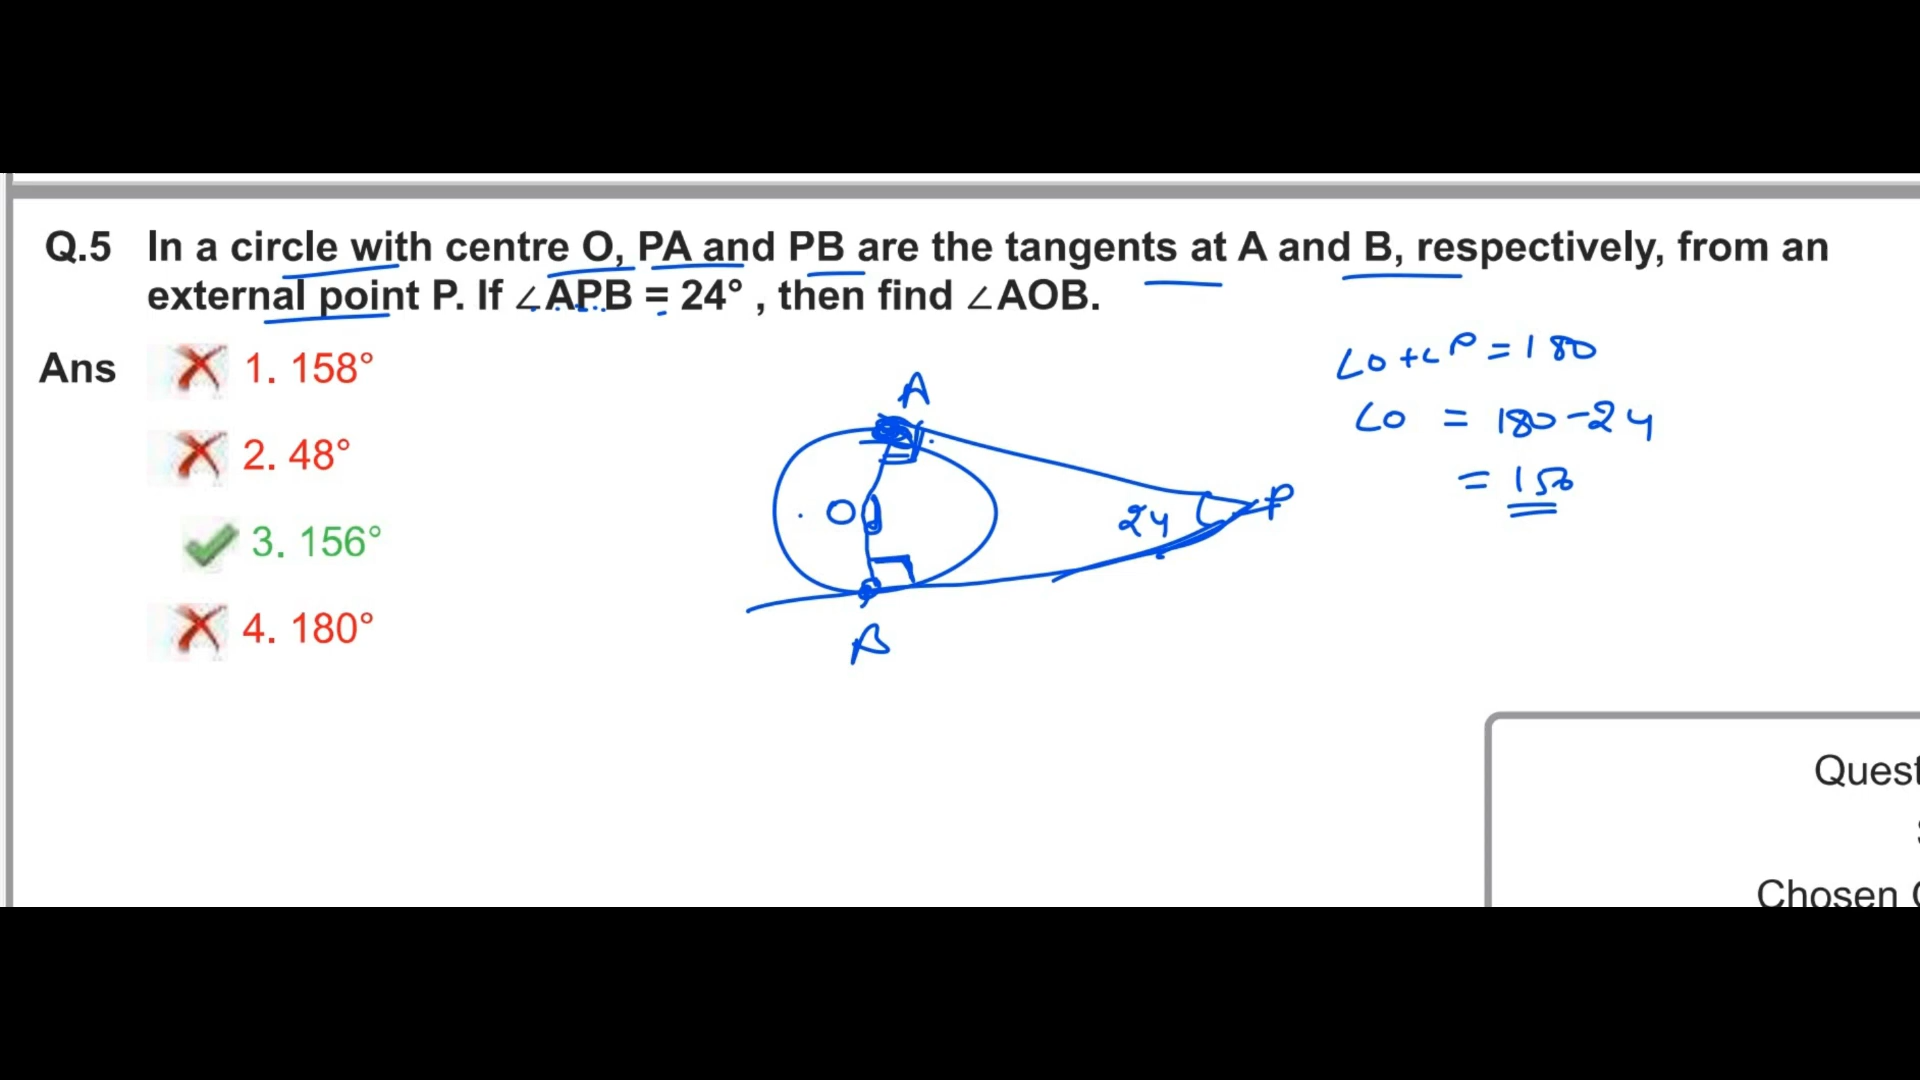 Q.5 In a circle with centre O, PA and PB are the tangents at A and B, respectively, from an
external point P. If ∠APB = 24° , then find ∠AOB.
Ans 1. 158°
2. 48°
3. 156°
4. 180°
A
O
24
P
B
∠O + ∠P = 180
∠O = 180 - 24
= 156
Quest
Chosen